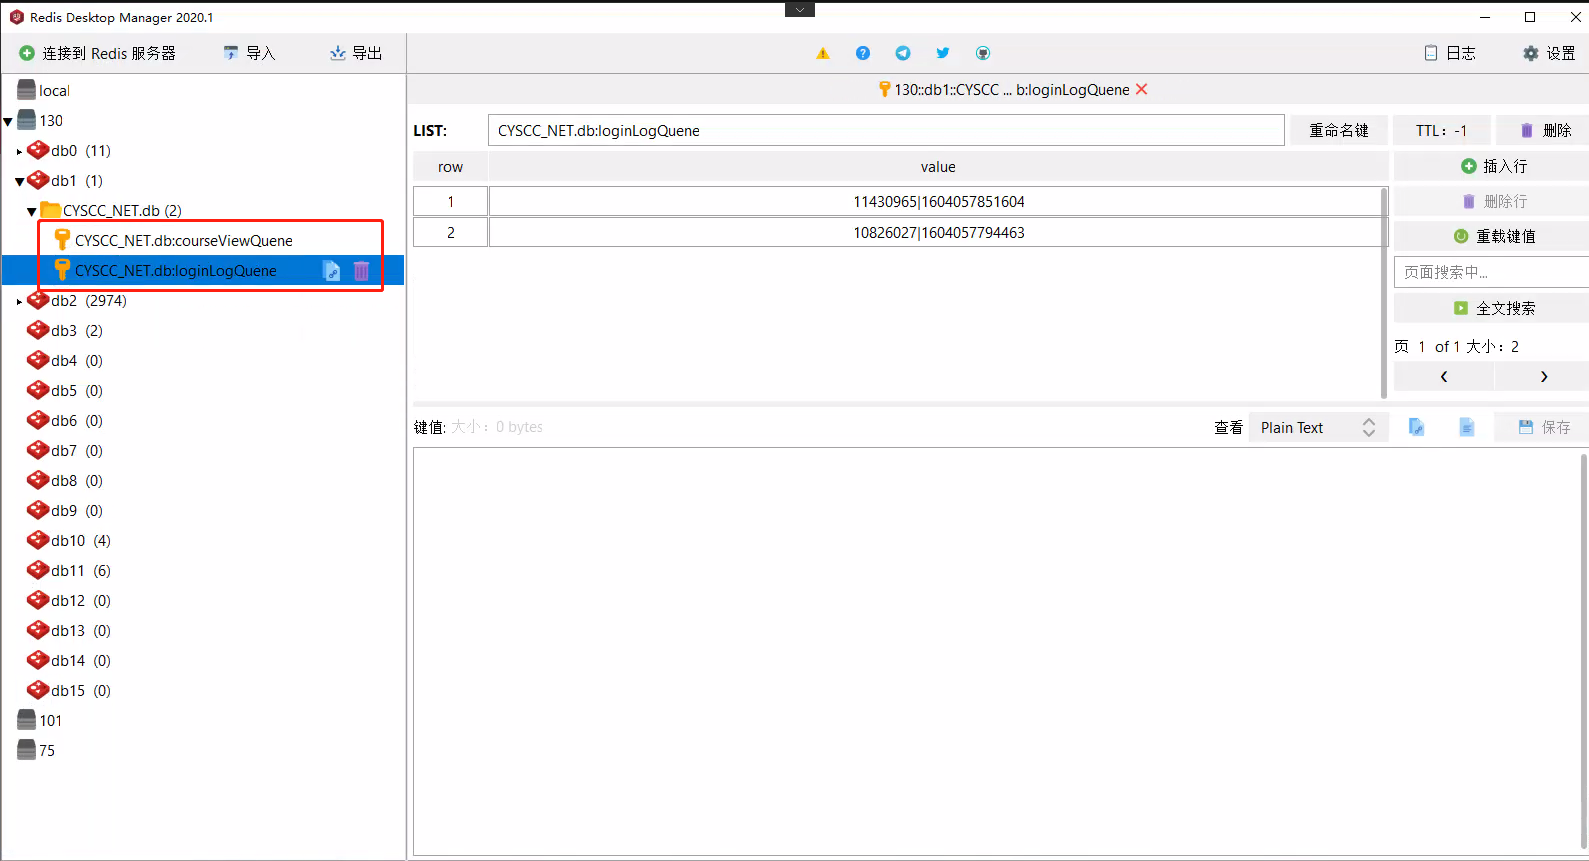 Redis Desktop Manager 2020.1
连接到 Redis 服务器 导入 导出 日志 设置
local
130
db0 (11)
db1 (1)
CYSCC_NET.db (2)
CYSCC_NET.db:courseViewQuene
CYSCC_NET.db:loginLogQuene
db2 (2974)
db3 (2)
db4 (0)
db5 (0)
db6 (0)
db7 (0)
db8 (0)
db9 (0)
db10 (4)
db11 (6)
db12 (0)
db13 (0)
db14 (0)
db15 (0)
101
75
130::db1::CYSCC ... b:loginLogQuene
LIST: CYSCC_NET.db:loginLogQuene 重命名键 TTL: -1 删除
row value
1 11430965|1604057851604
2 10826027|1604057794463
插入行
删除行
重载键值
页面搜索中...
全文搜索
页 1 of 1 大小: 2
键值: 大小: 0 bytes 查看 Plain Text 保存